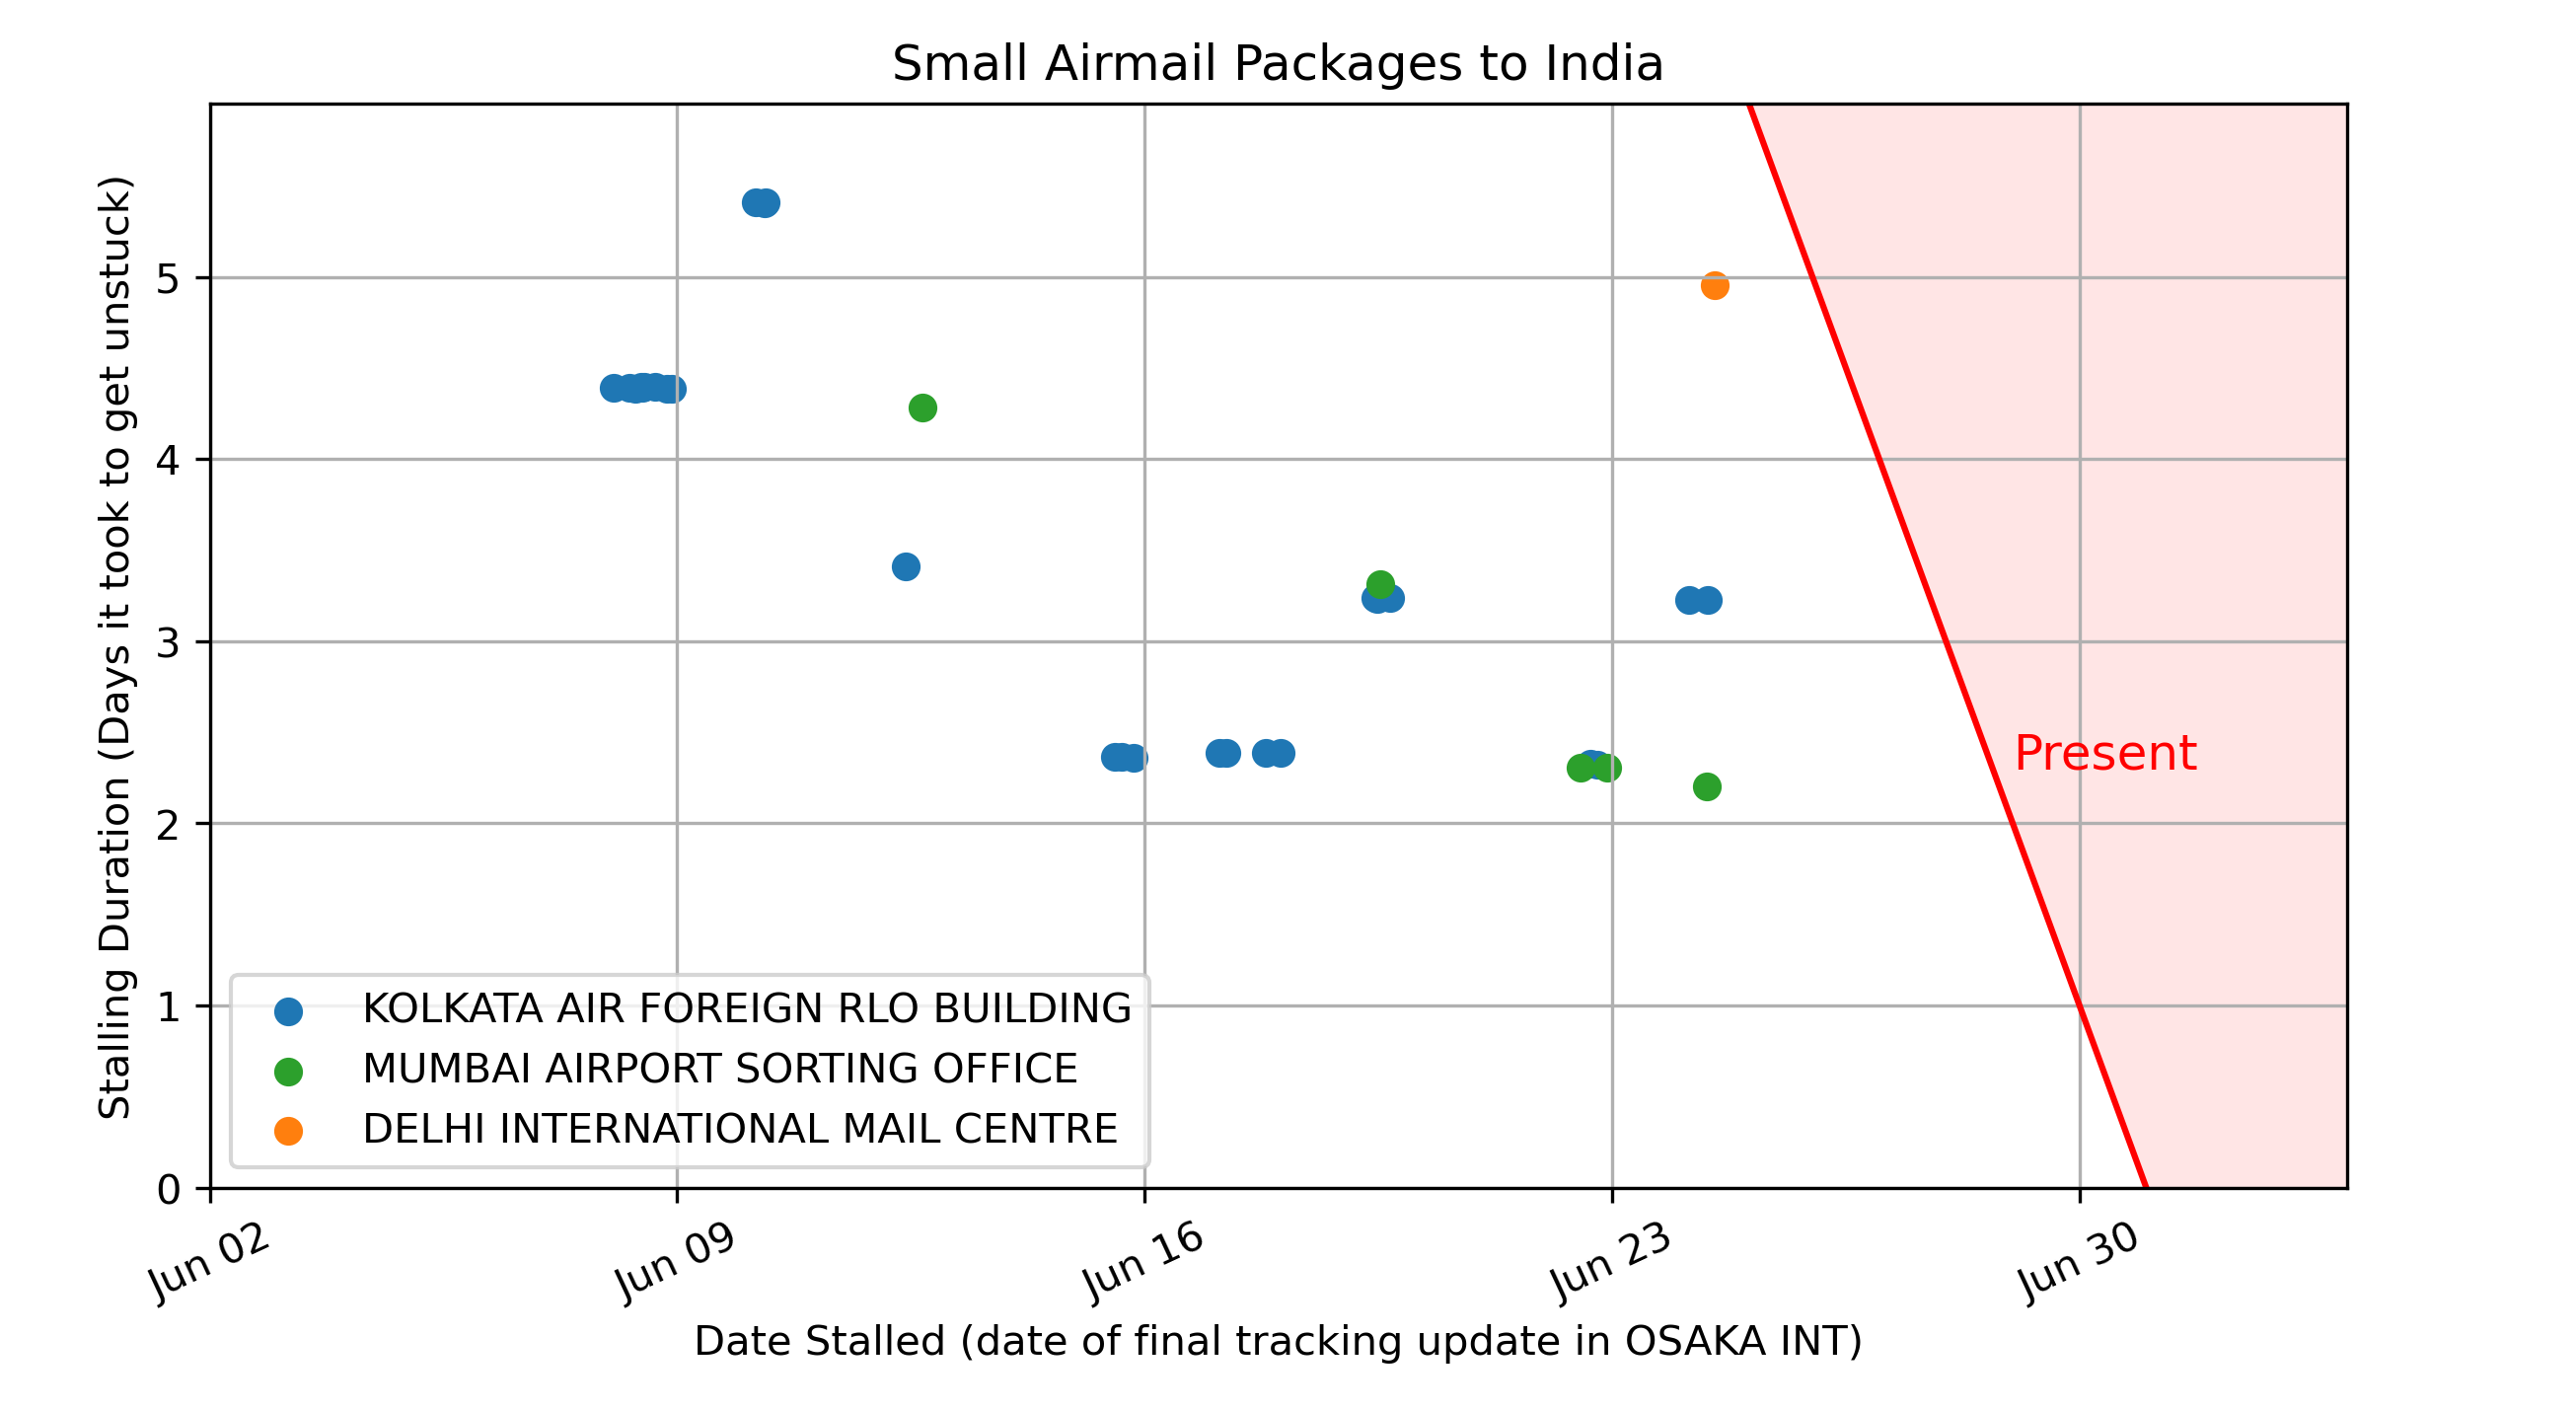 Small Airmail Packages to India
Stalling Duration (Days it took to get unstuck)
5
4
3
2
1
0
Present
KOLKATA AIR FOREIGN RLO BUILDING
MUMBAI AIRPORT SORTING OFFICE
DELHI INTERNATIONAL MAIL CENTRE
Jun 02
Jun 09
Jun 16
Jun 23
Jun 30
Date Stalled (date of final tracking update in OSAKA INT)